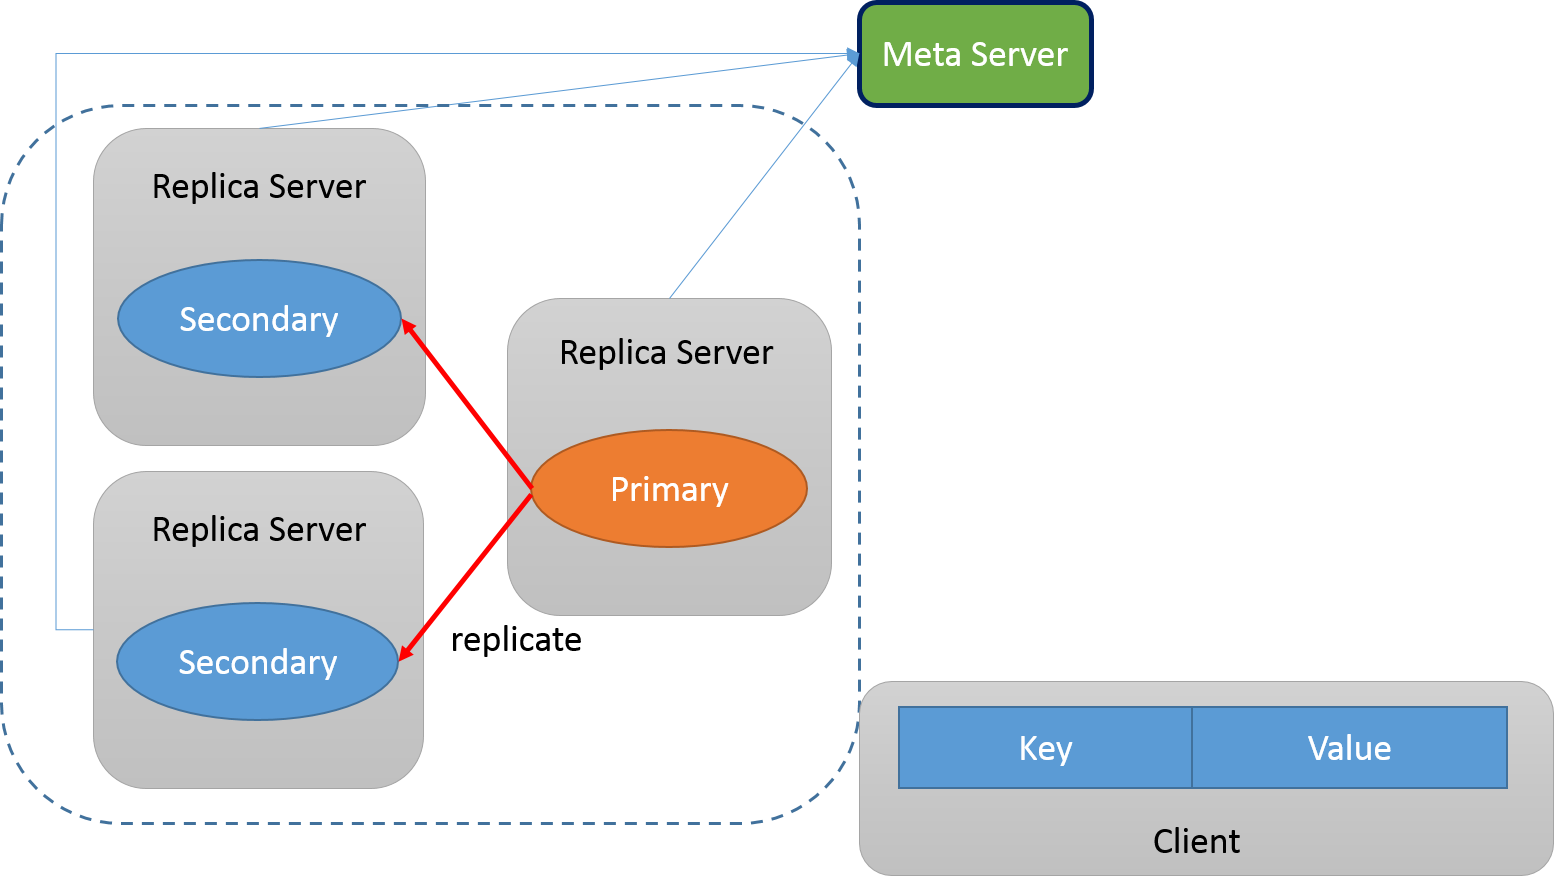 Meta Server
Replica Server
Secondary
Replica Server
Primary
Replica Server
Secondary
replicate
Key
Value
Client